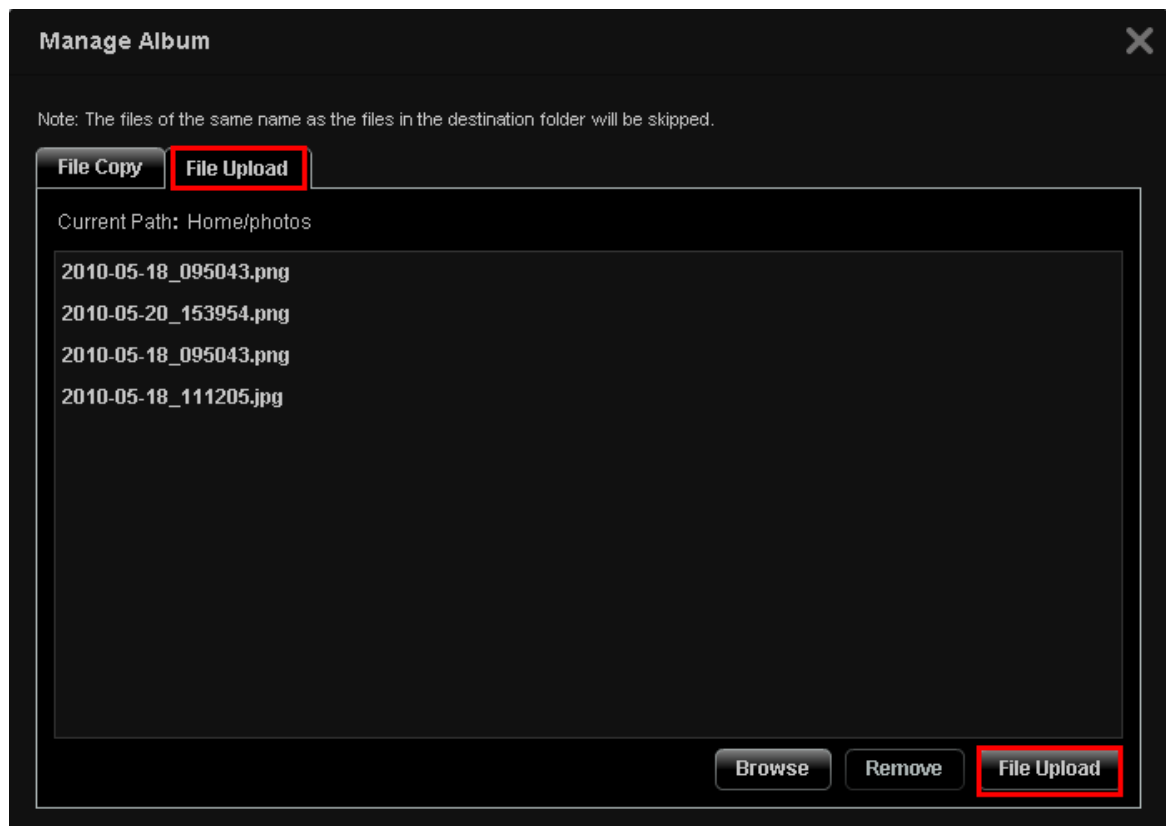 Manage Album
Note: The files of the same name as the files in the destination folder will be skipped.
File Copy File Upload
Current Path: Home/photos
2010-05-18_095043.png
2010-05-20_153954.png
2010-05-18_095043.png
2010-05-18_111205.jpg
Browse Remove File Upload